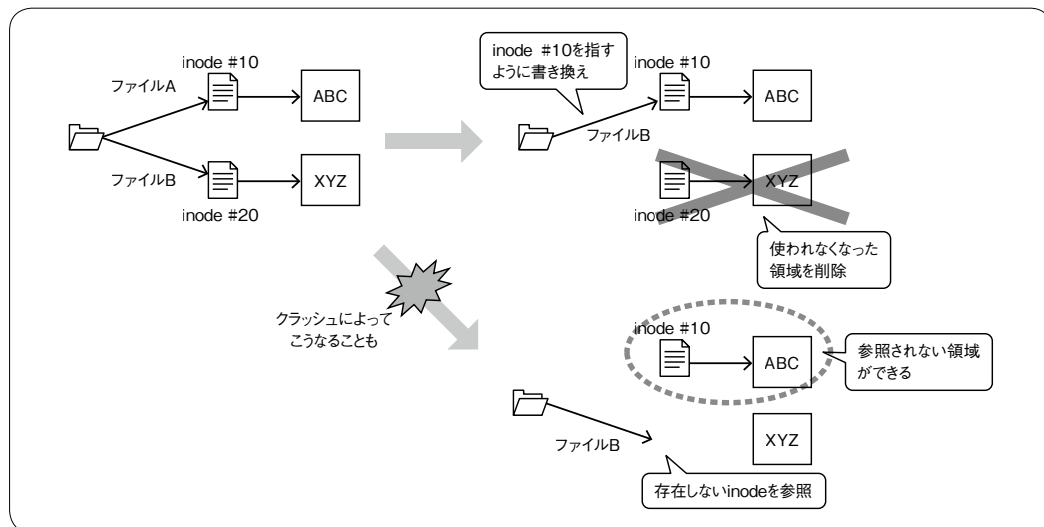 inode #10
ファイルA
ABC
ファイルB
XYZ
inode #20
inode #10を指す
ように書き換え
inode #10
ABC
ファイルB
XYZ
inode #20
使われなくなった
領域を削除
クラッシュによって
こうなることも
inode #10
ABC
参照されない領域
ができる
ファイルB
XYZ
存在しないinodeを参照